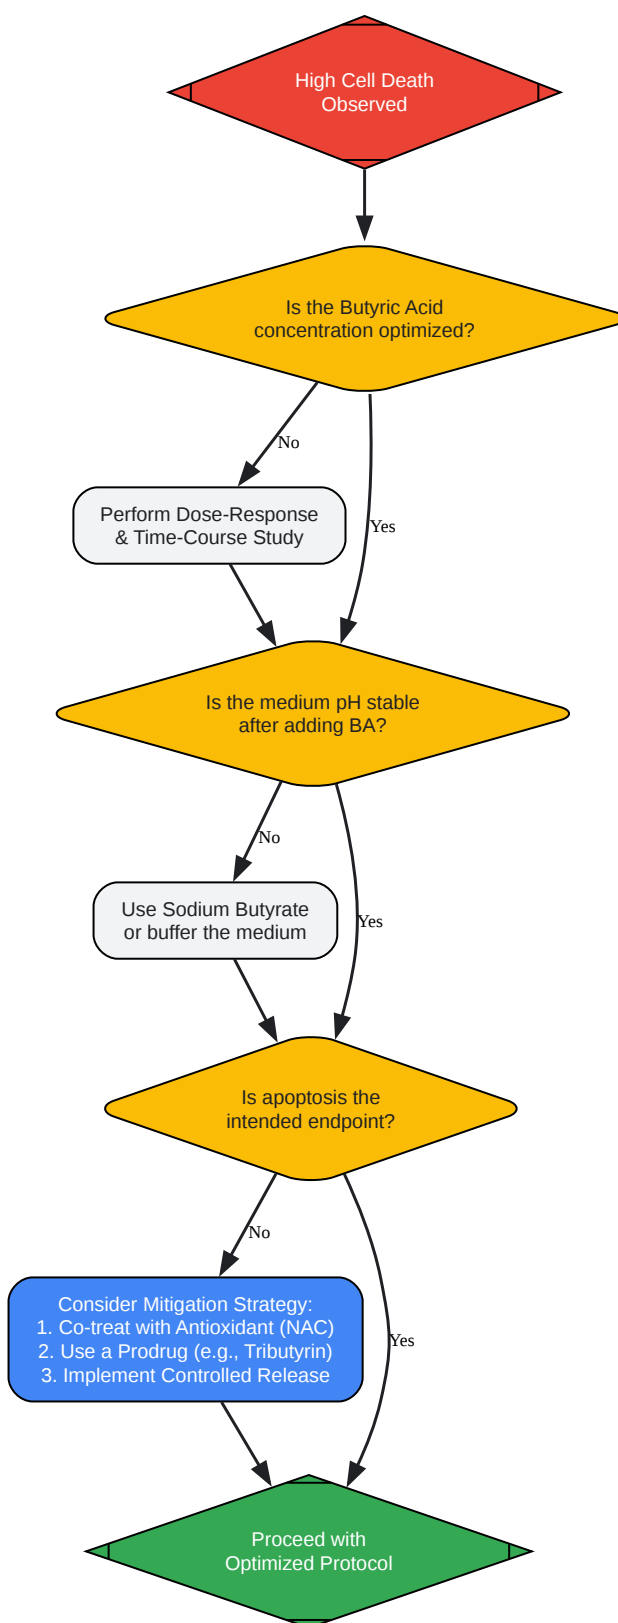 High Cell Death
Observed
Is the Butyric Acid
concentration optimized?
No
Perform Dose-Response
& Time-Course Study
Yes
Is the medium pH stable
after adding BA?
No
Use Sodium Butyrate
or buffer the medium
Yes
Is apoptosis the
intended endpoint?
No
Consider Mitigation Strategy:
1. Co-treat with Antioxidant (NAC)
2. Use a Prodrug (e.g., Tributyrin)
3. Implement Controlled Release
Yes
Proceed with
Optimized Protocol